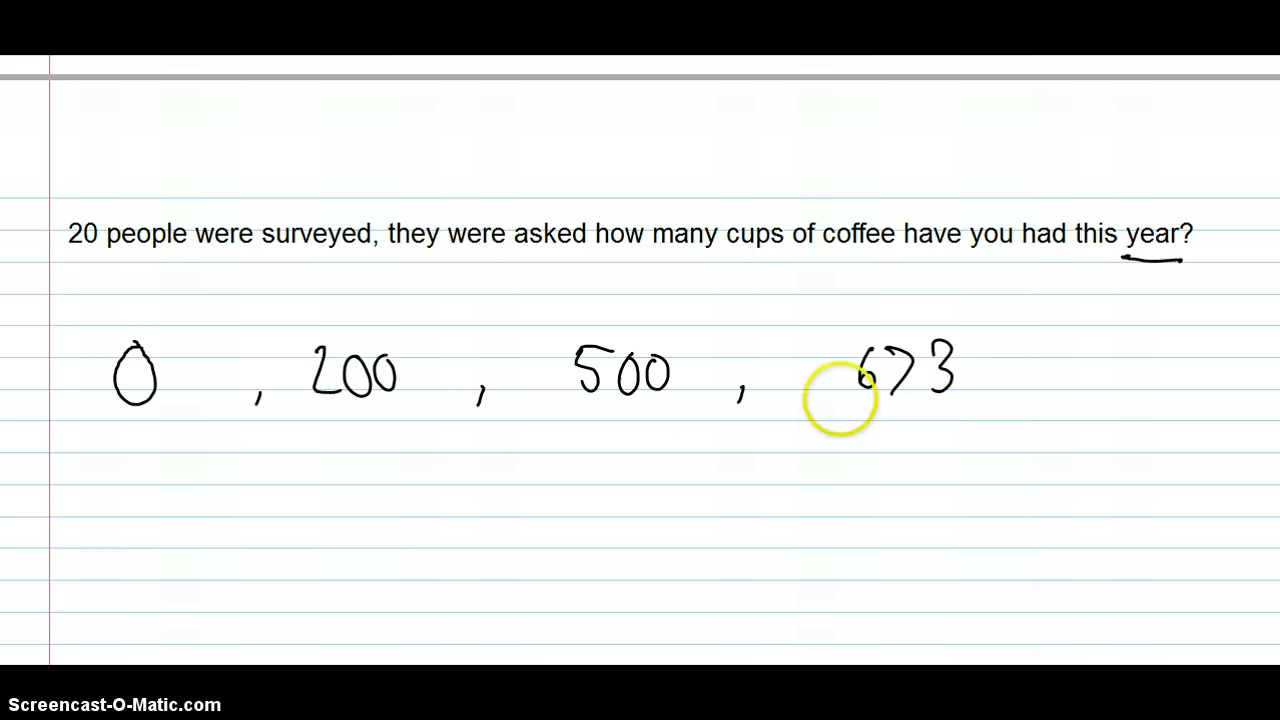 20 people were surveyed, they were asked how many cups of coffee have you had this year?
0 , 200 , 500 , 673
Screencast-O-Matic.com